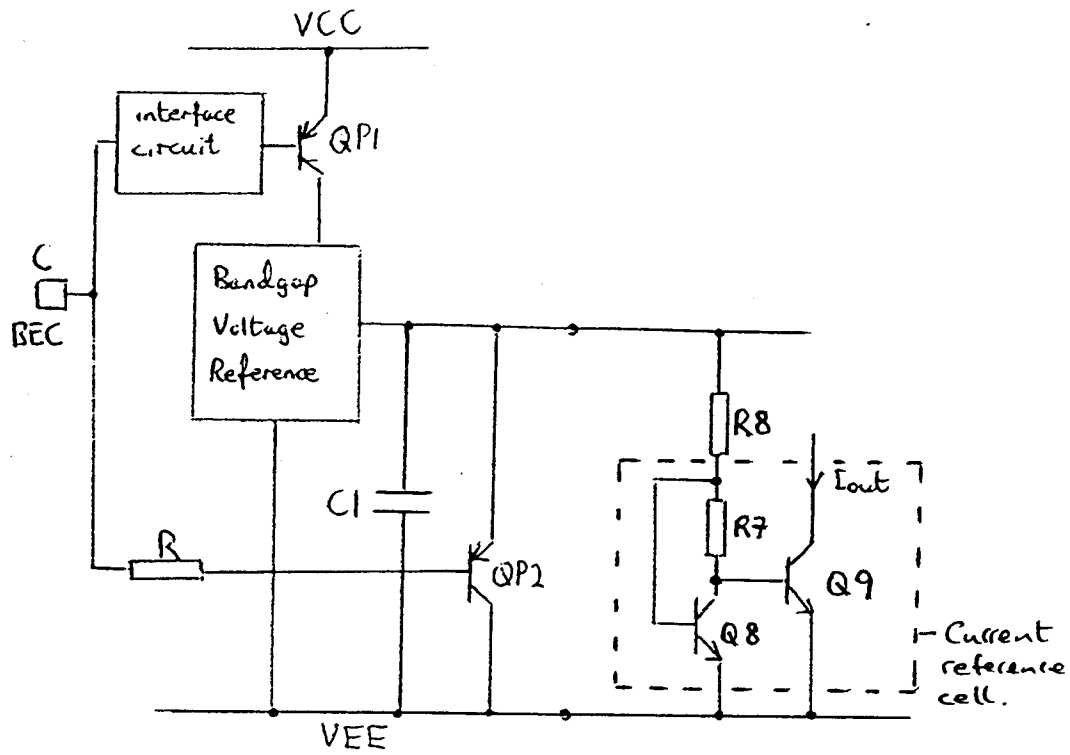 VCC
interface
circuit
QP1
C
BEC
Bandgap
Voltage
Reference
R8
Iout
C1
R7
R
QP2
Q9
Q8
Current
reference
cell.
VEE